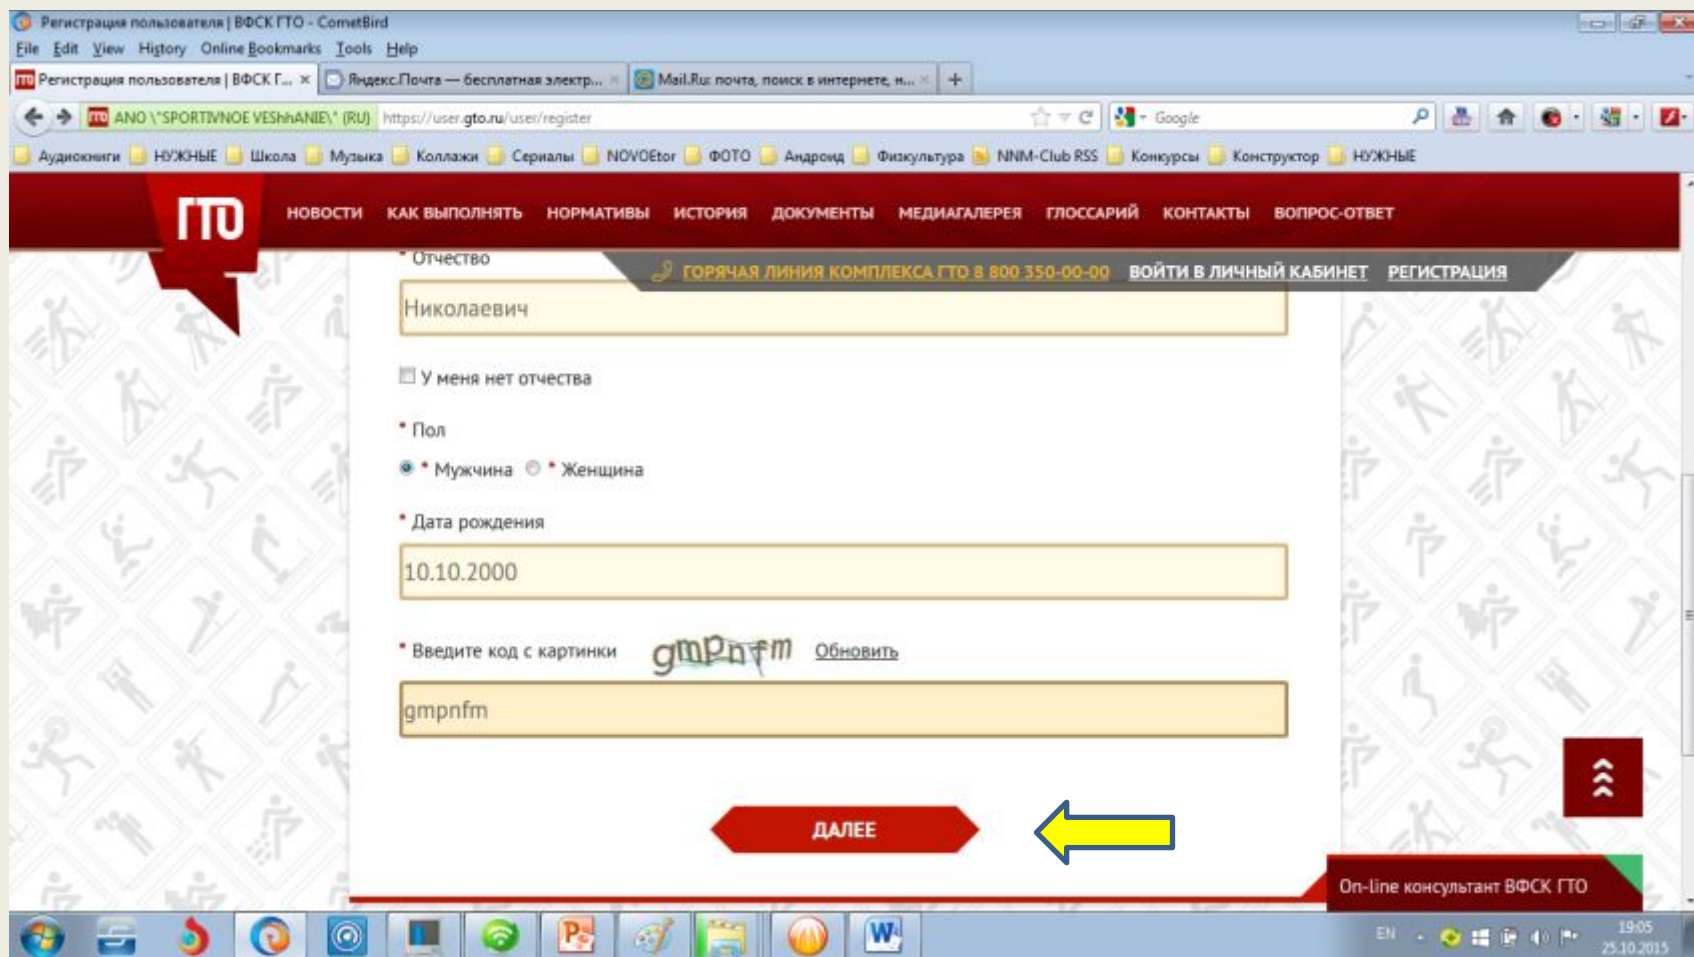 Регистрация пользователя | ВФСК ГТО - CometBird
File Edit View History Online Bookmarks Tools Help
Регистрация пользователя | ВФСК Г... Яндекс.Почта — бесплатная электр... Mail.Ru: почта, поиск в интернете, н...
ANO \"SPORTIVNOE VEShhANIE\" (RU) https://user.gto.ru/user/register Google
Аудиокниги НУЖНЫЕ Школа Музыка Коллажи Сериалы NOVOEtor ФОТО Андроид Физкультура NNM-Club RSS Конкурсы Конструктор НУЖНЫЕ
ГТО НОВОСТИ КАК ВЫПОЛНЯТЬ НОРМАТИВЫ ИСТОРИЯ ДОКУМЕНТЫ МЕДИАГАЛЕРЕЯ ГЛОССАРИЙ КОНТАКТЫ ВОПРОС-ОТВЕТ
* Отчество
ГОРЯЧАЯ ЛИНИЯ КОМПЛЕКСА ГТО 8 800 350-00-00 ВОЙТИ В ЛИЧНЫЙ КАБИНЕТ РЕГИСТРАЦИЯ
Николаевич
У меня нет отчества
* Пол
* Мужчина * Женщина
* Дата рождения
10.10.2000
* Введите код с картинки gmpnfm Обновить
gmpnfm
ДАЛЕЕ
On-line консультант ВФСК ГТО
EN 19:05
25.10.2015